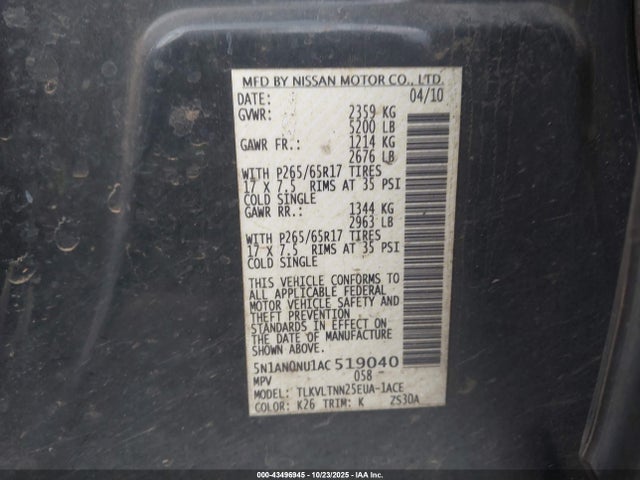 MFD BY NISSAN MOTOR CO., LTD.
DATE: 04/10
GVWR: 2359 KG
5200 LB
GAWR FR.: 1214 KG
2676 LB
WITH P265/65R17 TIRES
17 X 7.5 RIMS AT 35 PSI
COLD SINGLE
GAWR RR.: 1344 KG
2963 LB
WITH P265/65R17 TIRES
17 X 7.5 RIMS AT 35 PSI
COLD SINGLE
THIS VEHICLE CONFORMS TO
ALL APPLICABLE FEDERAL
MOTOR VEHICLE SAFETY AND
THEFT PREVENTION
STANDARDS IN EFFECT ON
THE DATE OF MANUFACTURE
SHOWN ABOVE.
5N1AN0NU1AC519040
MPV 058
MODEL: TLKVLTNN25EUA-1ACE
COLOR: K26 TRIM: K ZS30A
000-43496945 - 10/23/2025 - IAA Inc.